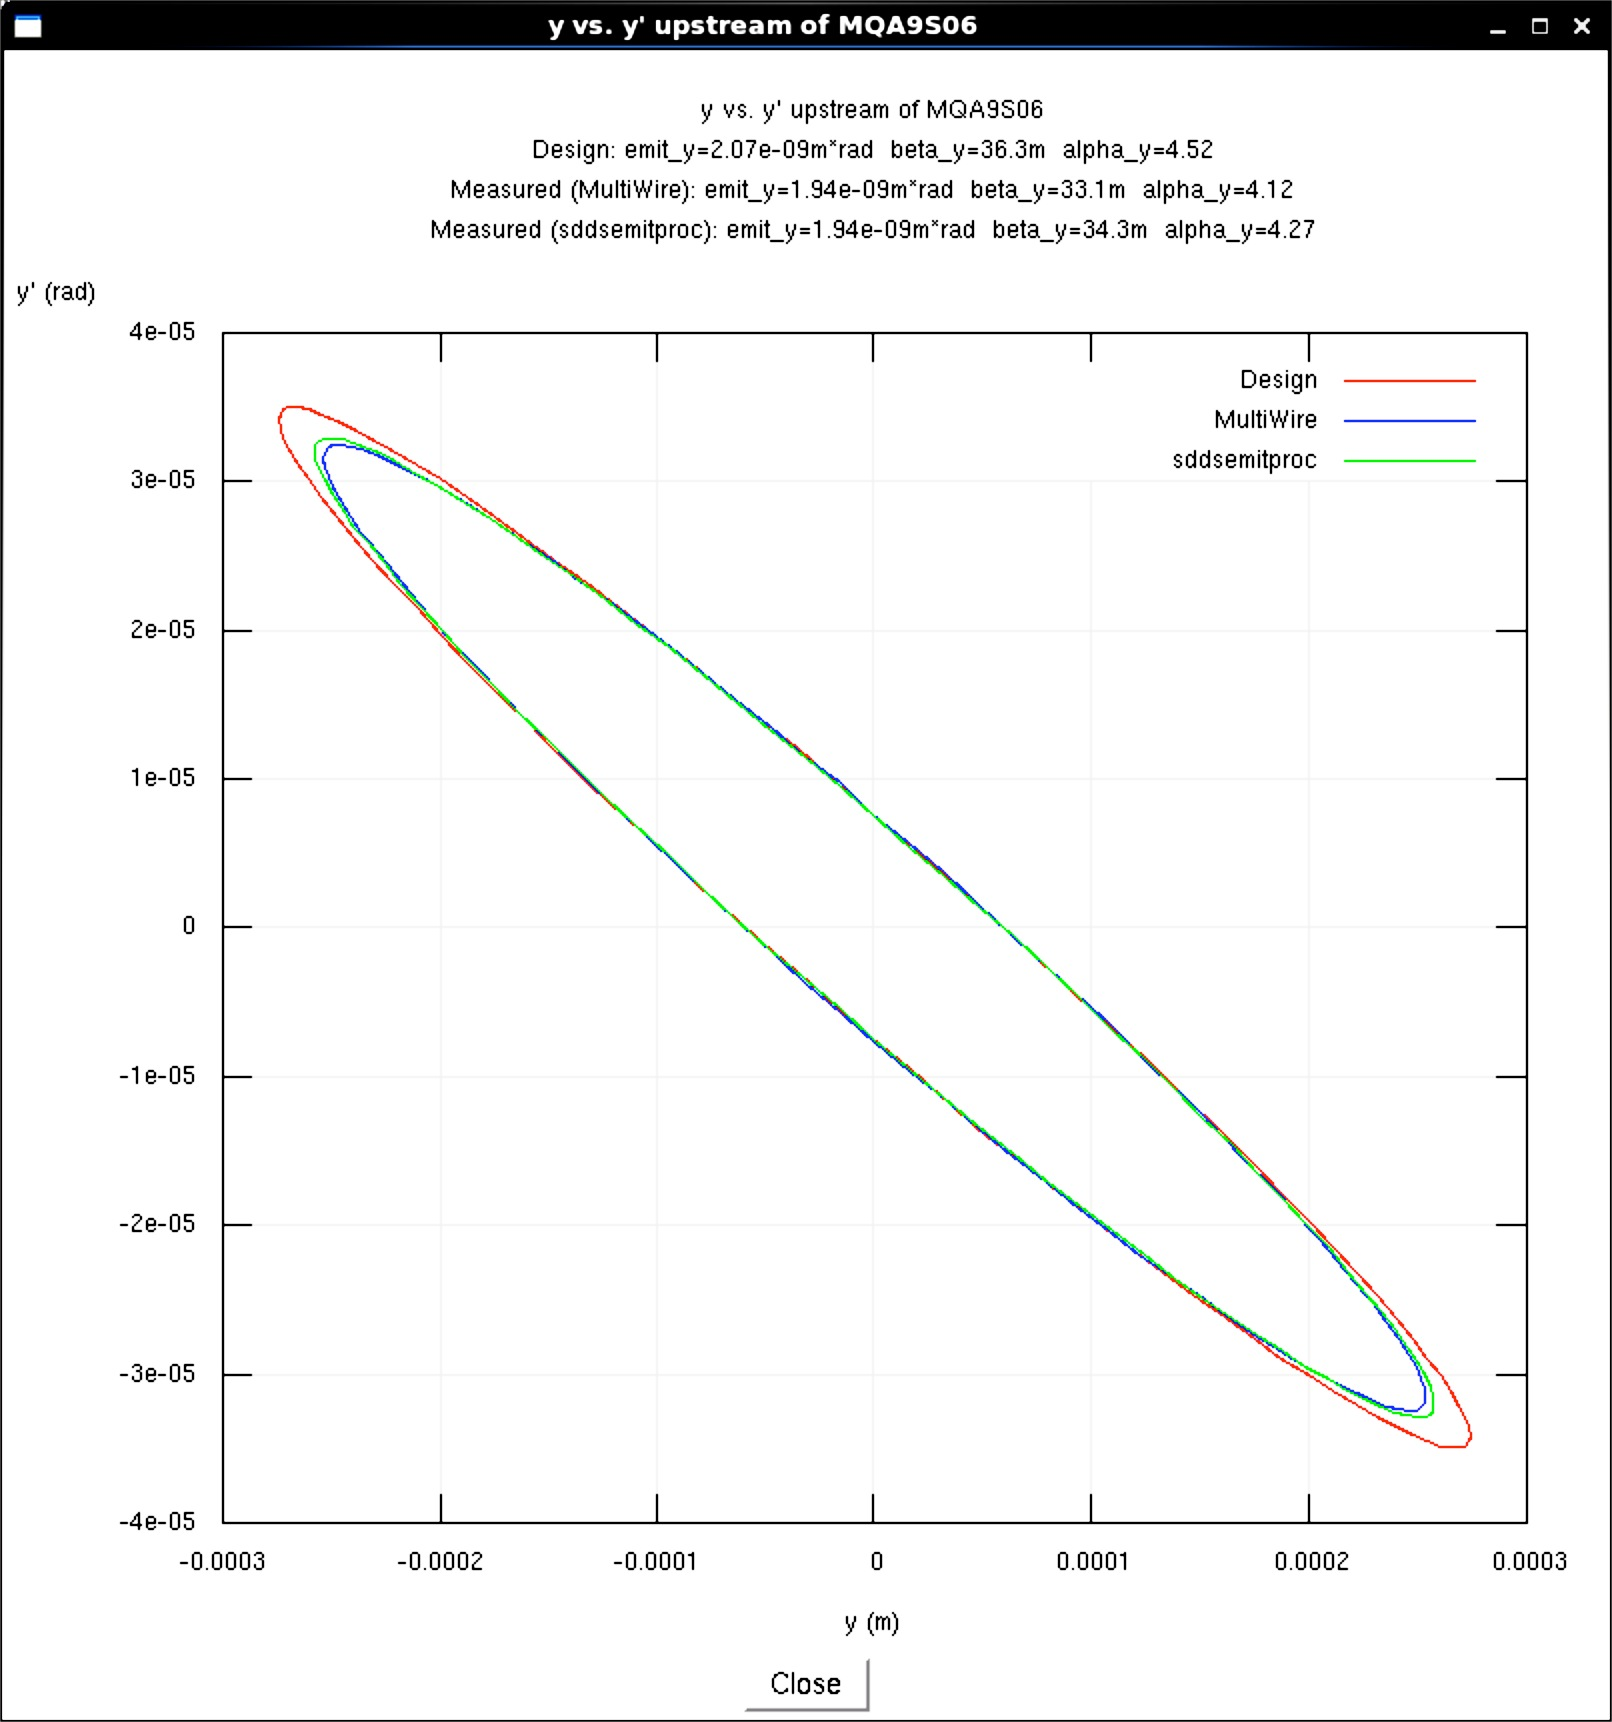 y vs. y' upstream of MQA9S06
y vs. y' upstream of MQA9S06
Design: emit_y=2.07e-09m*rad beta_y=36.3m alpha_y=4.52
Measured (MultiWire): emit_y=1.94e-09m*rad beta_y=33.1m alpha_y=4.12
Measured (sddsemitproc): emit_y=1.94e-09m*rad beta_y=34.3m alpha_y=4.27
y' (rad)
4e-05
Design
MultiWire
sddsemitproc
3e-05
2e-05
1e-05
0
-1e-05
-2e-05
-3e-05
-4e-05
-0.0003 -0.0002 -0.0001 0 0.0001 0.0002 0.0003
y (m)
Close